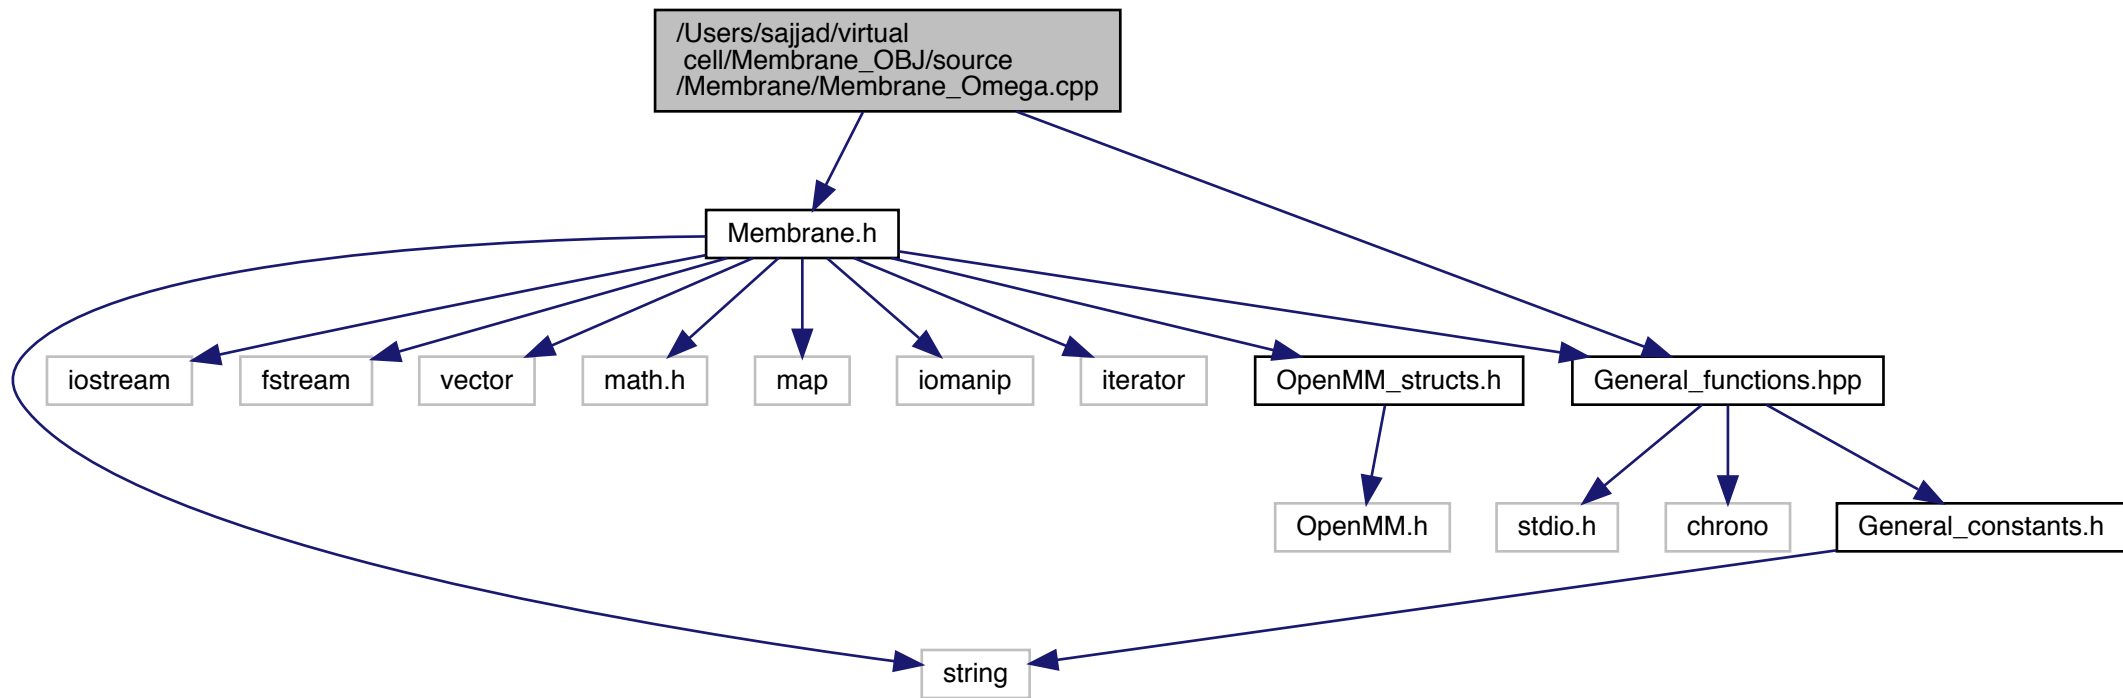 /Users/sajjad/virtual
cell/Membrane_OBJ/source
/Membrane/Membrane_Omega.cpp
Membrane.h
iostream
fstream
vector
math.h
map
iomanip
iterator
OpenMM_structs.h
General_functions.hpp
OpenMM.h
stdio.h
chrono
General_constants.h
string